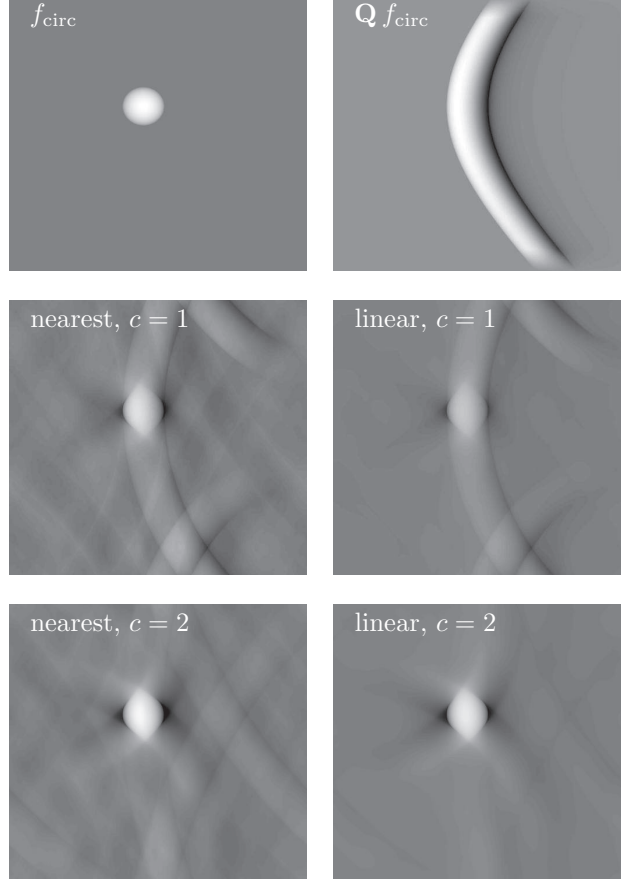 f_circ
Q f_circ
nearest, c = 1
linear, c = 1
nearest, c = 2
linear, c = 2